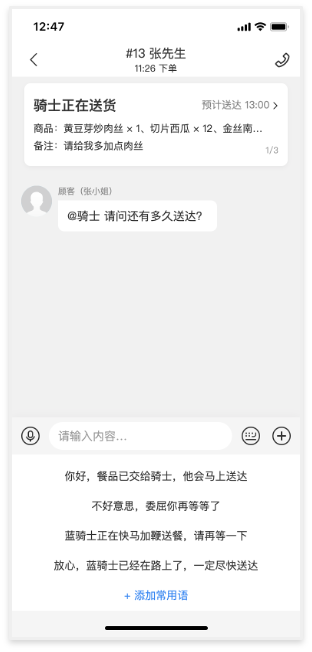 12:47
#13 张先生
11:26 下单
骑士正在送货
预计送达 13:00
商品：黄豆芽炒肉丝 × 1、切片西瓜 × 12、金丝南...
备注：请给我多加点肉丝
1/3
顾客（张小姐）
@骑士 请问还有多久送达?
请输入内容...
你好，餐品已交给骑士，他会马上送达
不好意思，委屈你再等等了
蓝骑士正在快马加鞭送餐，请再等一下
放心，蓝骑士已经在路上了，一定尽快送达
+ 添加常用语